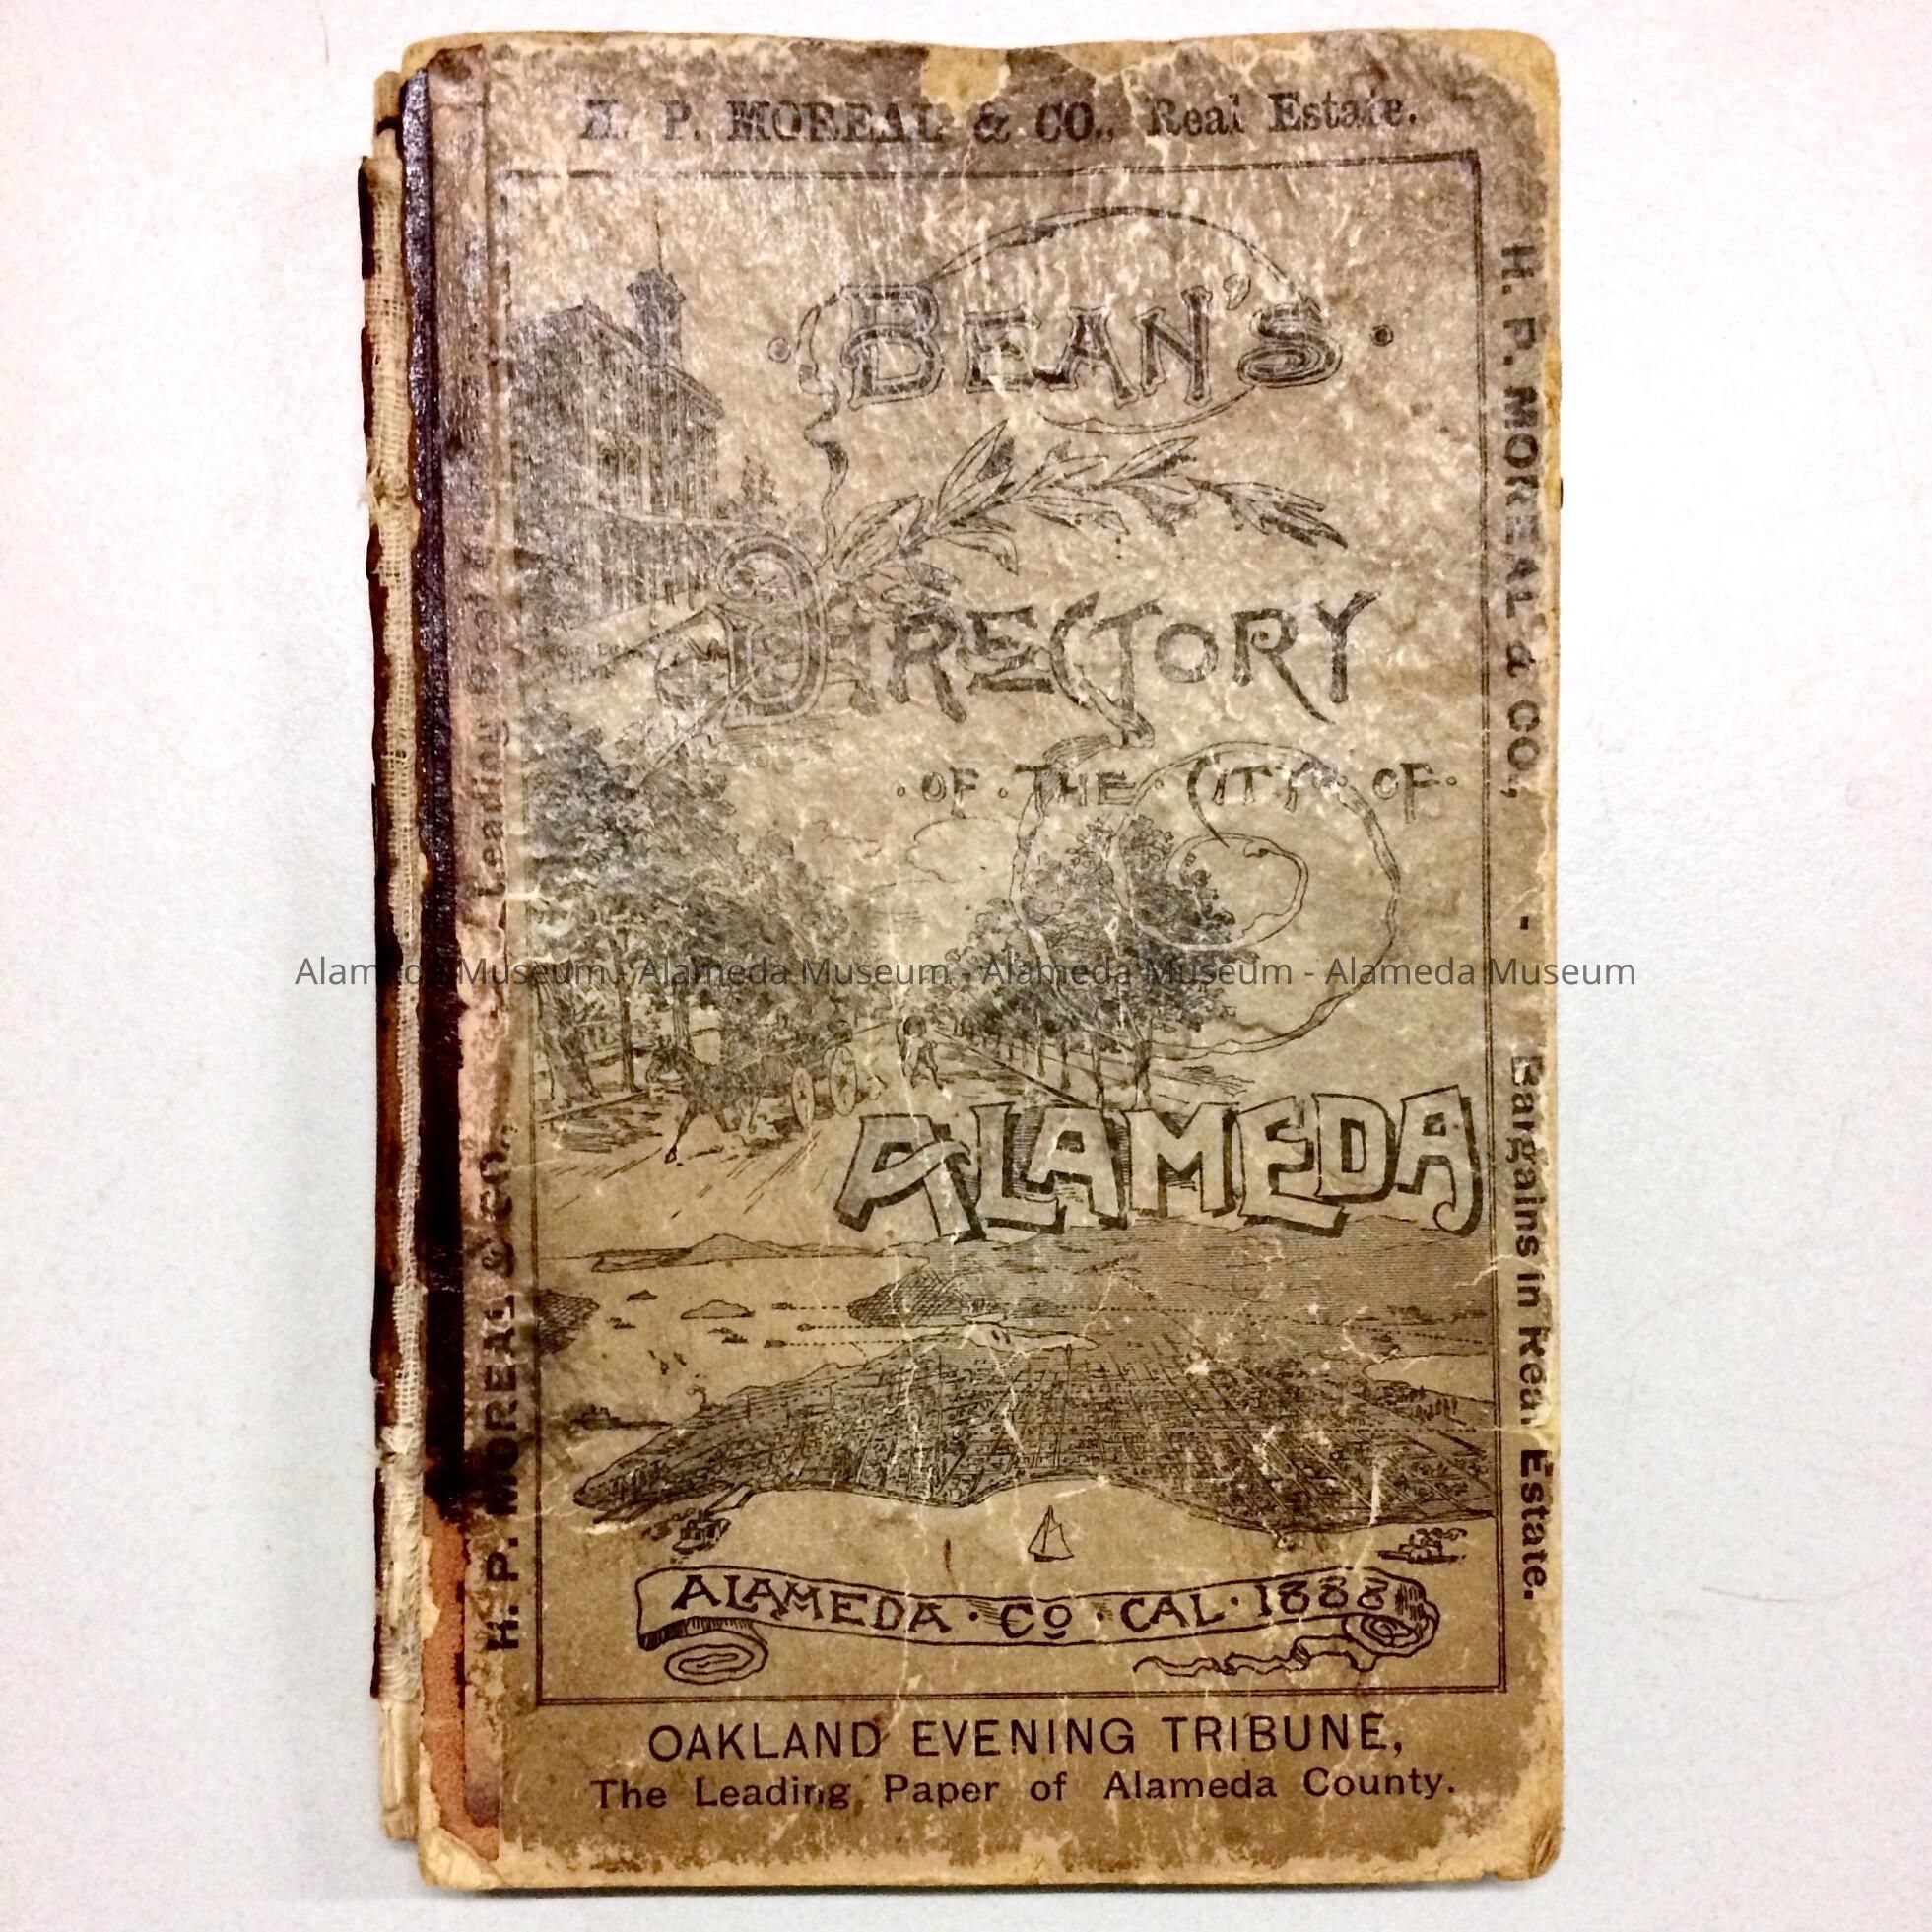 H. P. MOREAL & CO., Real Estate.
BEAN'S
DIRECTORY
·OF·THE·CITY·OF·
ALAMEDA
ALAMEDA·Co·CAL·1888
OAKLAND EVENING TRIBUNE,
The Leading Paper of Alameda County.
H. P. MOREAL & CO., Leading
H. P. MOREAL & CO., - Bargains in Real Estate.
Alameda Museum - Alameda Museum - Alameda Museum - Alameda Museum